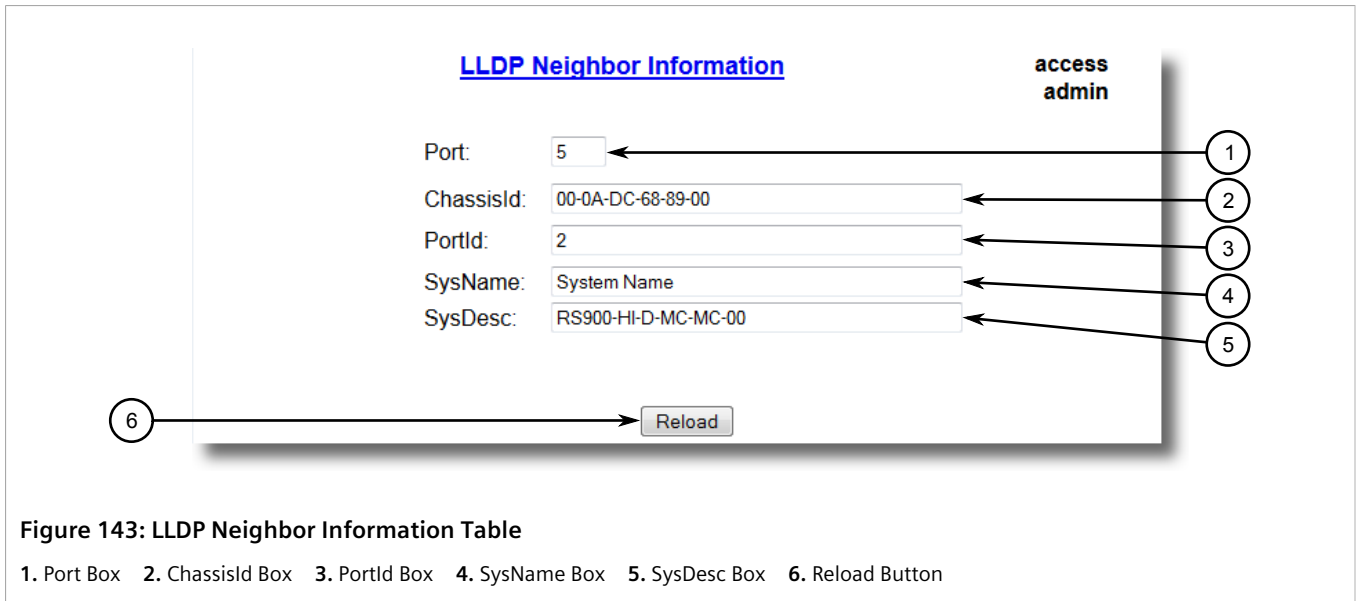 LLDP Neighbor Information
access
admin
Port: 5
1
ChassisId: 00-0A-DC-68-89-00
2
PortId: 2
3
SysName: System Name
4
SysDesc: RS900-HI-D-MC-MC-00
5
6
Reload
Figure 143: LLDP Neighbor Information Table
1. Port Box 2. ChassisId Box 3. PortId Box 4. SysName Box 5. SysDesc Box 6. Reload Button